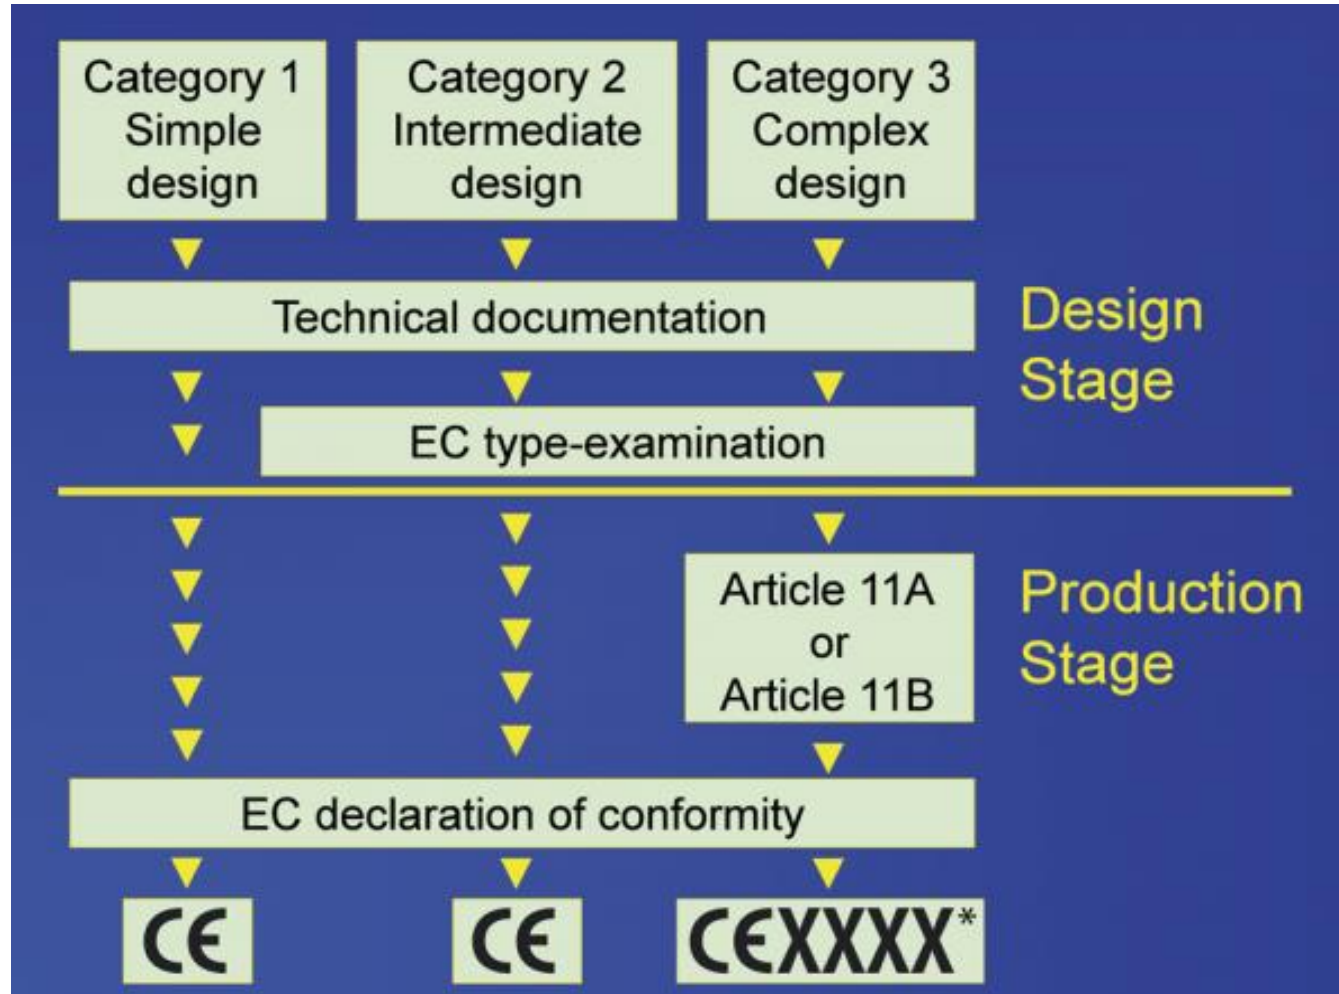 Category 1
Simple
design
Category 2
Intermediate
design
Category 3
Complex
design
Technical documentation
Design
Stage
EC type-examination
Article 11A
or
Article 11B
Production
Stage
EC declaration of conformity
CE
CE
CEXXXX*